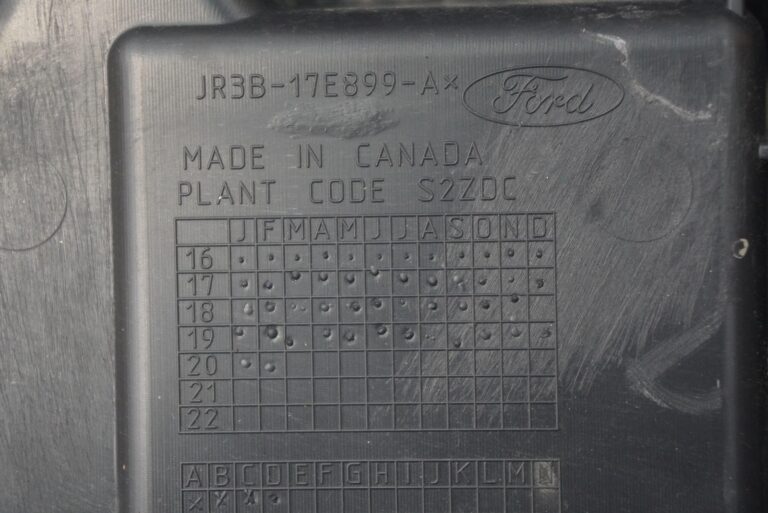 JR3B-17E899-A×
Ford
MADE IN CANADA
PLANT CODE S2ZDC
J F M A M J J A S O N D
16
17
18
19
20
21
22
A B C D E F G H I J K L M N
× × ×